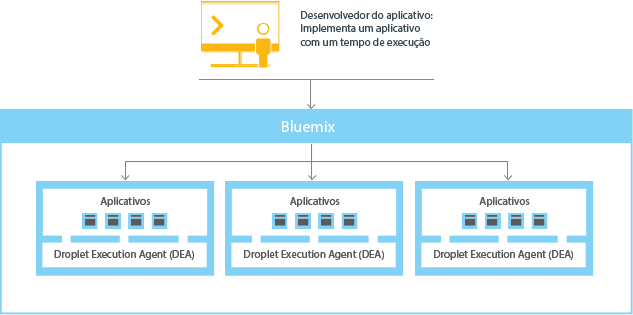 Desenvolvedor do aplicativo:
Implementa um aplicativo
com um tempo de execução
Bluemix
Aplicativos
Droplet Execution Agent (DEA)
Aplicativos
Droplet Execution Agent (DEA)
Aplicativos
Droplet Execution Agent (DEA)